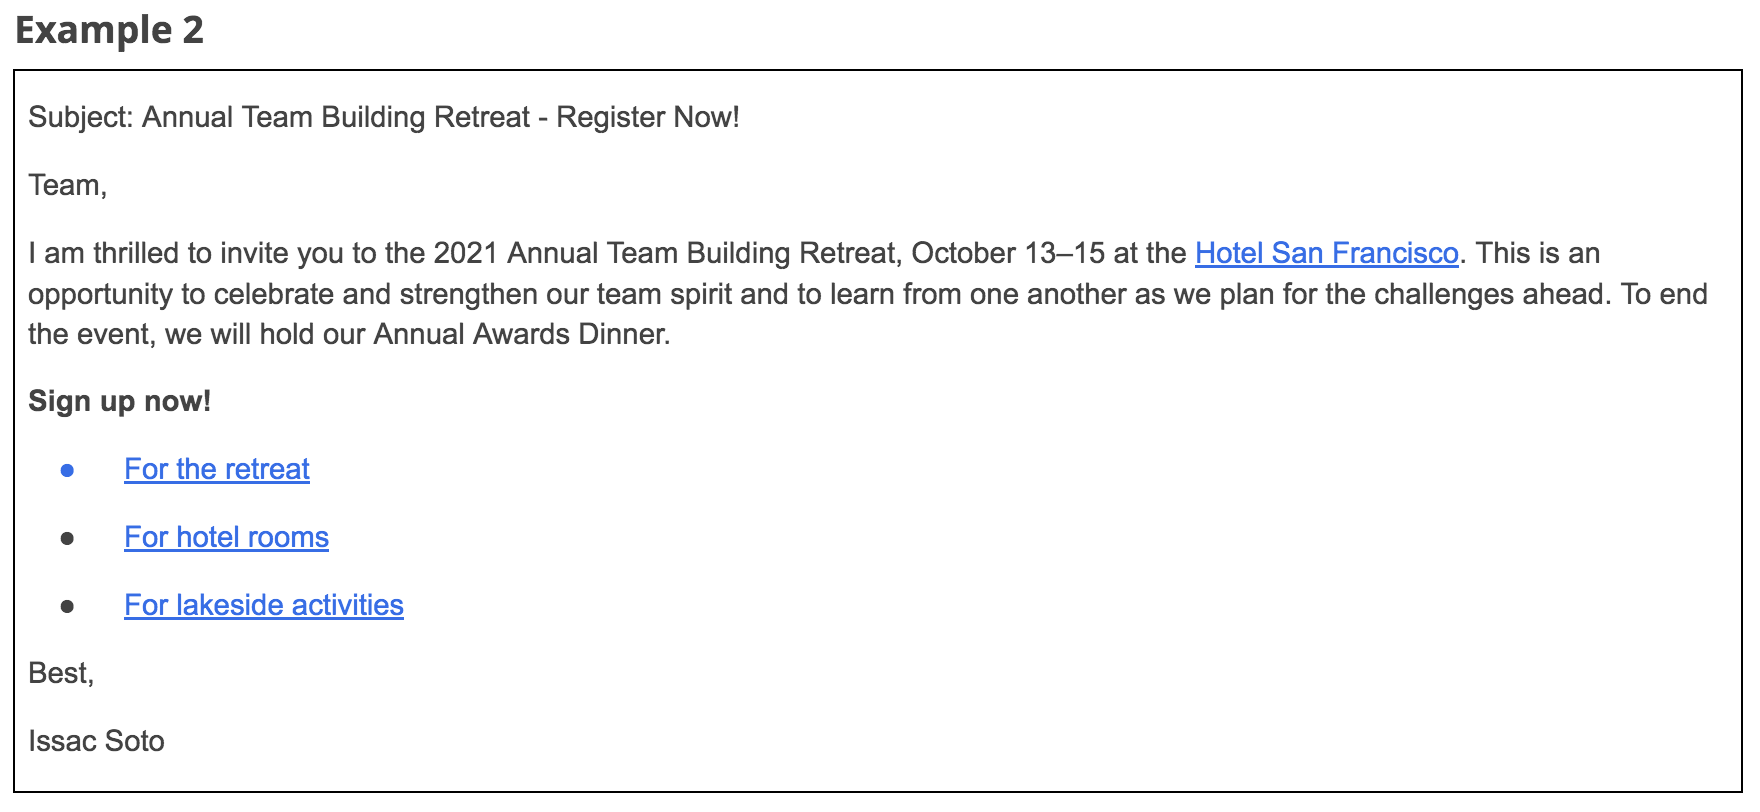 Example 2
Subject: Annual Team Building Retreat - Register Now!
Team,
I am thrilled to invite you to the 2021 Annual Team Building Retreat, October 13–15 at the Hotel San Francisco. This is an
opportunity to celebrate and strengthen our team spirit and to learn from one another as we plan for the challenges ahead. To end
the event, we will hold our Annual Awards Dinner.
Sign up now!
● For the retreat
● For hotel rooms
● For lakeside activities
Best,
Issac Soto